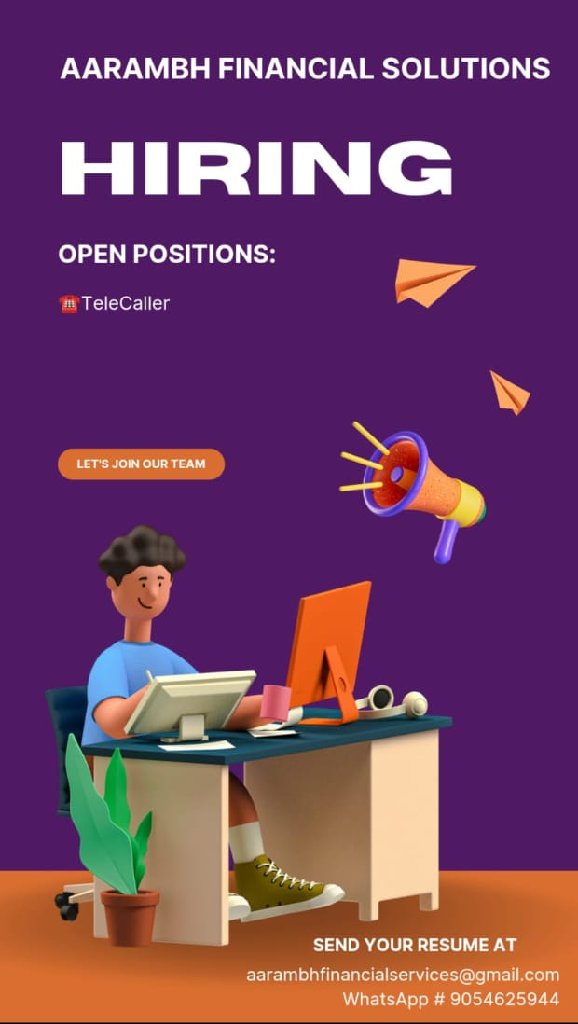 AARAMBH FINANCIAL SOLUTIONS
HIRING
OPEN POSITIONS:
☎️TeleCaller
LET'S JOIN OUR TEAM
SEND YOUR RESUME AT
aarambhfinancialservices@gmail.com
WhatsApp # 9054625944